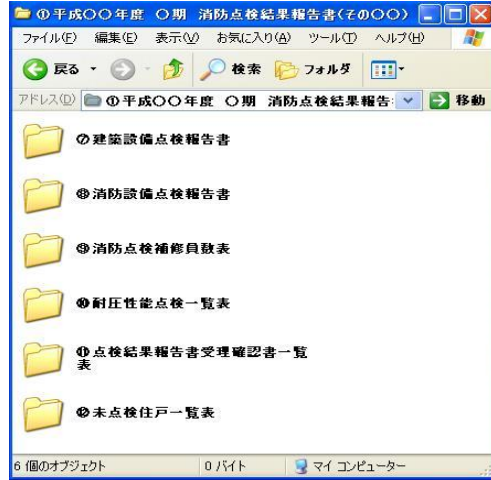 ①平成〇〇年度 〇期 消防点検結果報告書(その〇〇)
ファイル(F) 編集(E) 表示(V) お気に入り(A) ツール(T) ヘルプ(H)
戻る 検索 フォルダ
アドレス(D) ①平成〇〇年度 〇期 消防点検結果報告: 移動
⑦建築設備点検報告書
⑧消防設備点検報告書
⑨消防点検補修員数表
⑩耐圧性能点検一覧表
⑪点検結果報告書受理確認書一覧
表
⑫未点検住戸一覧表
6 個のオブジェクト 0 バイト マイ コンピューター